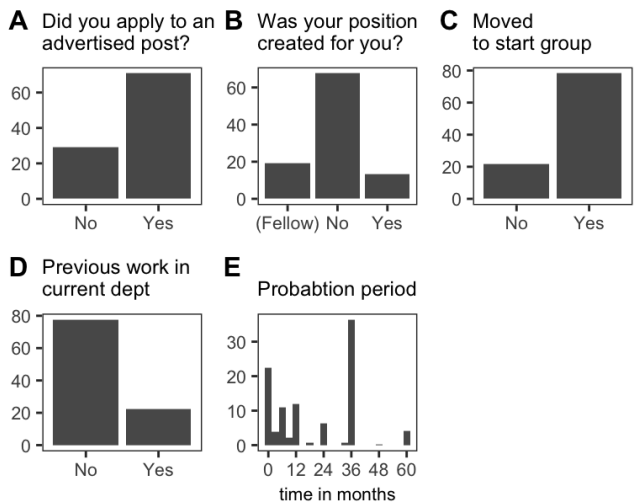 A Did you apply to an
advertised post?
60
40
20
0
No Yes
B Was your position
created for you?
60
40
20
0
(Fellow) No Yes
C Moved
to start group
80
60
40
20
0
No Yes
D Previous work in
current dept
80
60
40
20
0
No Yes
E Probabtion period
30
20
10
0
0 12 24 36 48 60
time in months